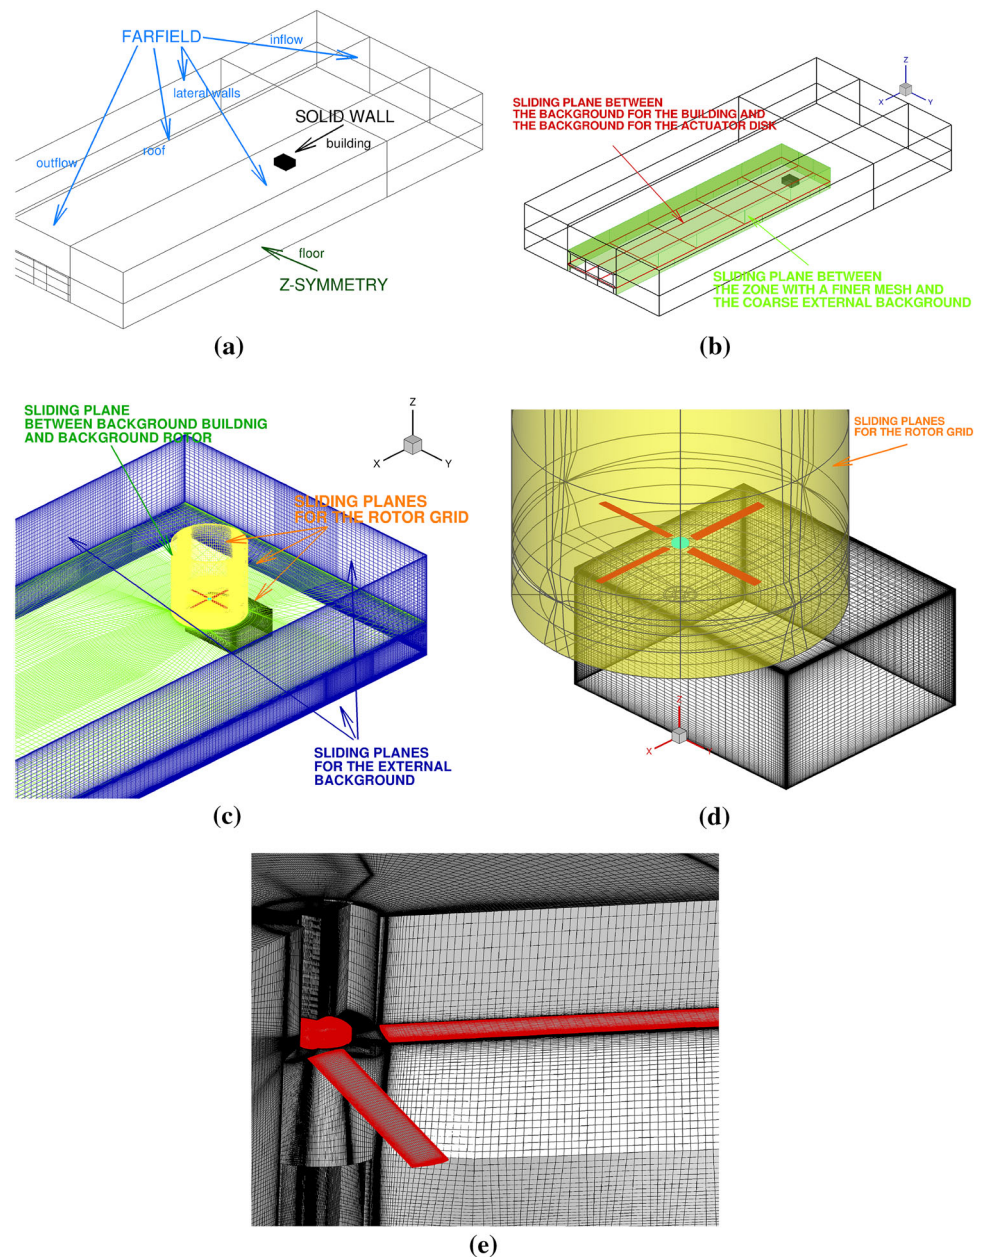 FARFIELD
inflow
lateral walls
SOLID WALL
building
roof
outflow
floor
Z-SYMMETRY
(a)
SLIDING PLANE BETWEEN
THE BACKGROUND FOR THE BUILDING AND
THE BACKGROUND FOR THE ACTUATOR DISK
Z
X
Y
SLIDING PLANE BETWEEN
THE ZONE WITH A FINER MESH AND
THE COARSE EXTERNAL BACKGROUND
(b)
SLIDING PLANE
BETWEEN BACKGROUND BUILDNIG
AND BACKGROUND ROTOR
Z
X
Y
SLIDING PLANES
FOR THE ROTOR GRID
SLIDING PLANES
FOR THE EXTERNAL
BACKGROUND
(c)
SLIDING PLANES
FOR THE ROTOR GRID
Z
X
Y
(d)
(e)